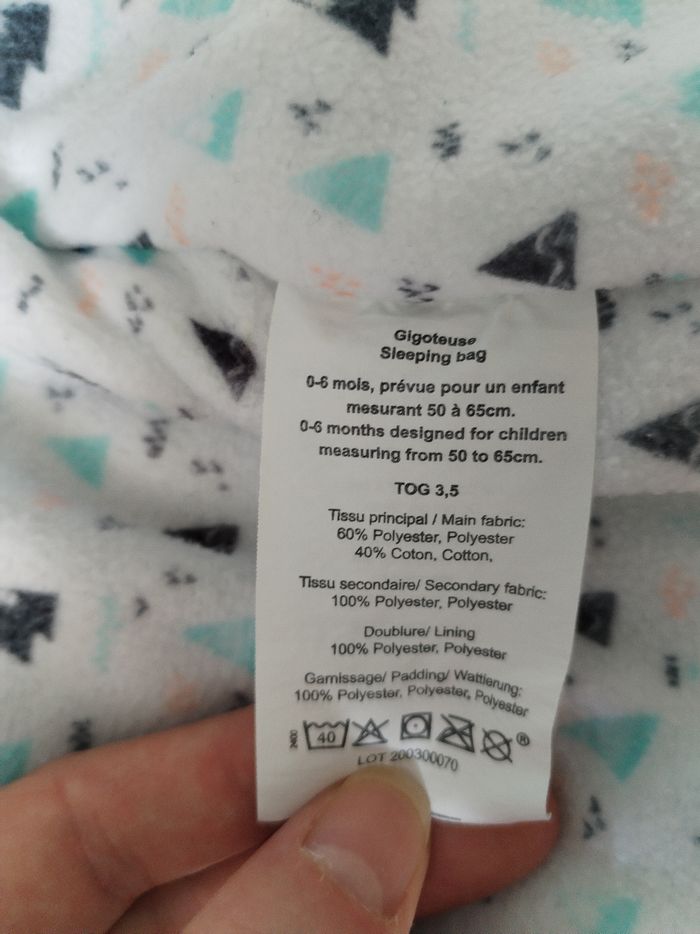 Gigoteuse
Sleeping bag
0-6 mois, prévue pour un enfant
mesurant 50 à 65cm.
0-6 months designed for children
measuring from 50 to 65cm.
TOG 3,5
Tissu principal / Main fabric:
60% Polyester, Polyester
40% Coton, Cotton,
Tissu secondaire/ Secondary fabric:
100% Polyester, Polyester
Doublure/ Lining
100% Polyester, Polyester
Garnissage/ Padding/ Wattierung:
100% Polyester, Polyester, Polyester
40 ®
LOT 200300070